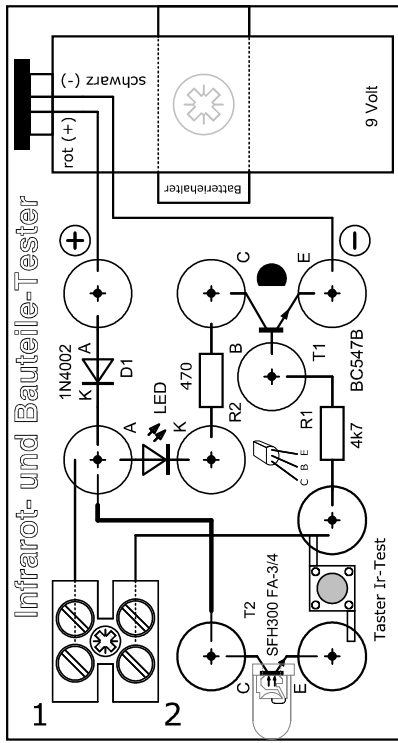 schwarz (-)
rot (+)
9 Volt
Batteriehalter
Infrarot- und Bauteile-Tester
+
-
C
E
B
T1
BC547B
1N4002
A
K
D1
LED
A
K
470
R2
R1
4k7
C B E
T2
SFH300 FA-3/4
C
E
Taster Ir-Test
1
2